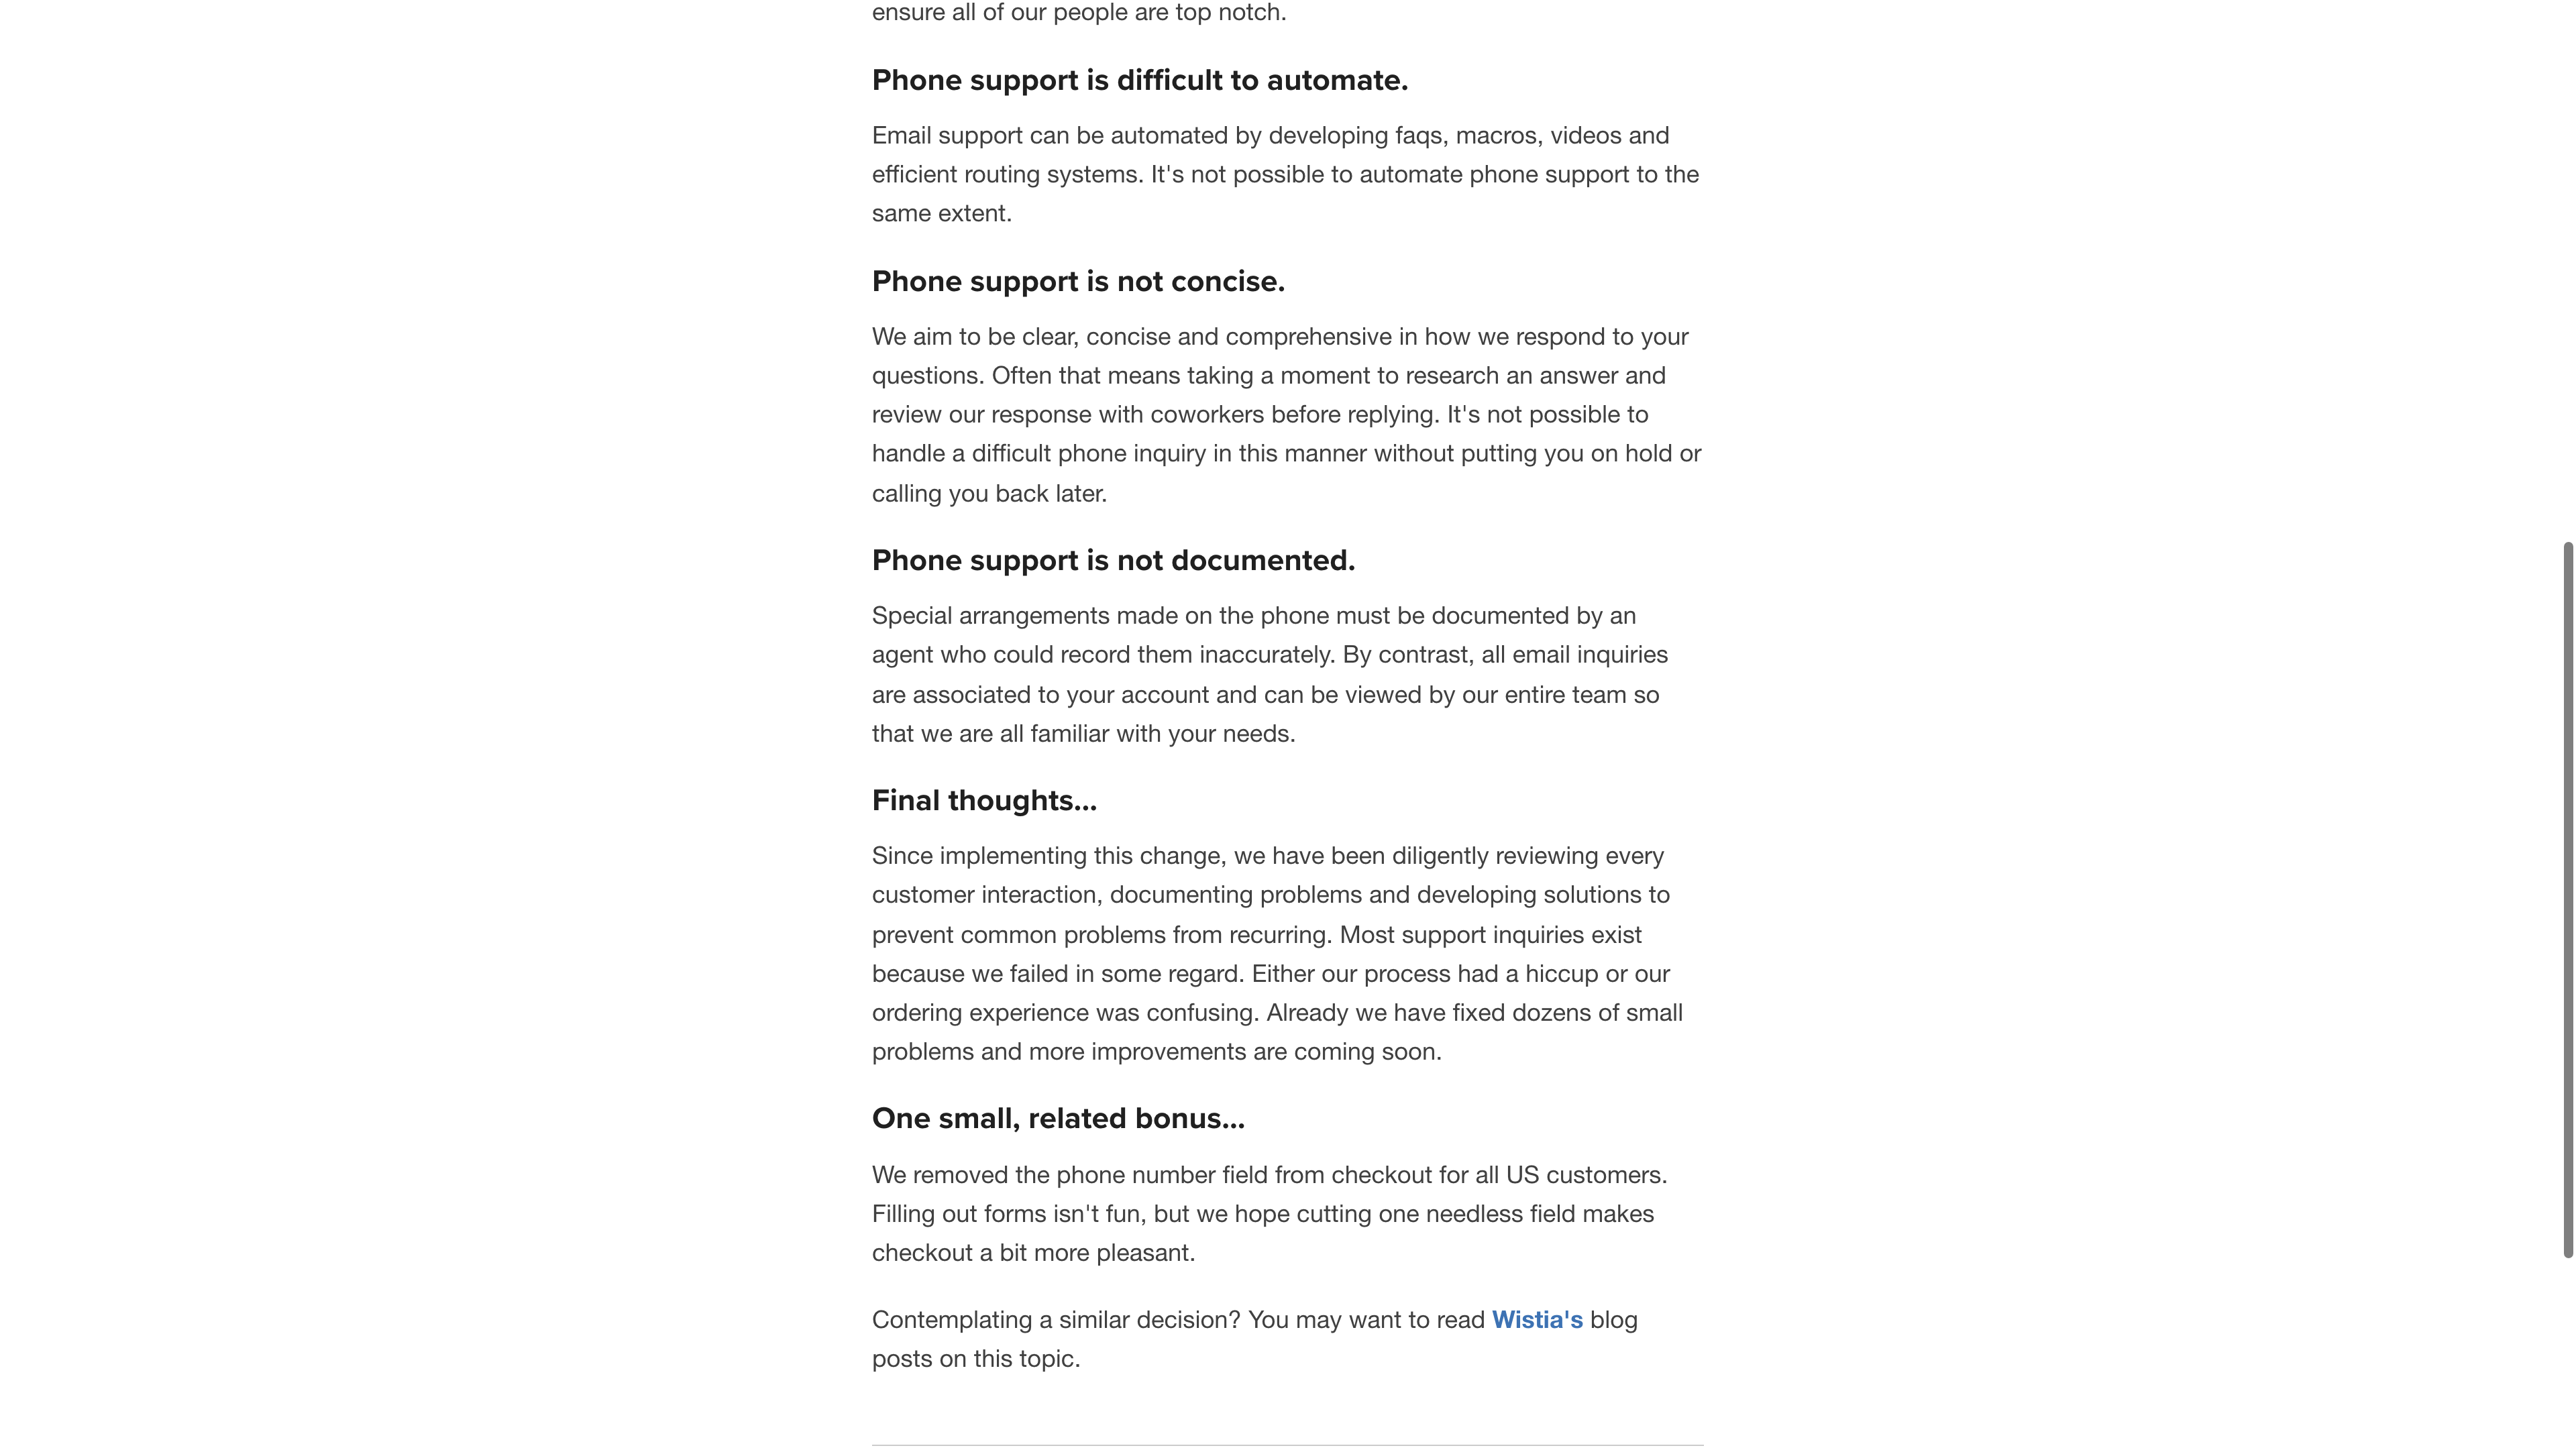 ensure all of our people are top notch.
Phone support is difficult to automate.
Email support can be automated by developing faqs, macros, videos and
efficient routing systems. It's not possible to automate phone support to the
same extent.
Phone support is not concise.
We aim to be clear, concise and comprehensive in how we respond to your
questions. Often that means taking a moment to research an answer and
review our response with coworkers before replying. It's not possible to
handle a difficult phone inquiry in this manner without putting you on hold or
calling you back later.
Phone support is not documented.
Special arrangements made on the phone must be documented by an
agent who could record them inaccurately. By contrast, all email inquiries
are associated to your account and can be viewed by our entire team so
that we are all familiar with your needs.
Final thoughts...
Since implementing this change, we have been diligently reviewing every
customer interaction, documenting problems and developing solutions to
prevent common problems from recurring. Most support inquiries exist
because we failed in some regard. Either our process had a hiccup or our
ordering experience was confusing. Already we have fixed dozens of small
problems and more improvements are coming soon.
One small, related bonus...
We removed the phone number field from checkout for all US customers.
Filling out forms isn't fun, but we hope cutting one needless field makes
checkout a bit more pleasant.
Contemplating a similar decision? You may want to read Wistia's blog
posts on this topic.